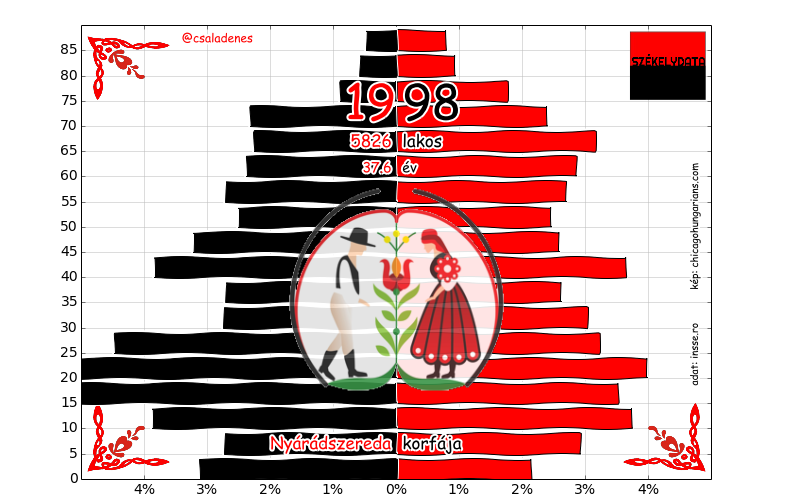 @csaladenes
SZÉKELYDATA
1998
5826 lakos
37.6 év
kép: chicagohungarians.com
adat: insse.ro
Nyárádszereda korfája
85
80
75
70
65
60
55
50
45
40
35
30
25
20
15
10
5
0
4% 3% 2% 1% 0% 1% 2% 3% 4%